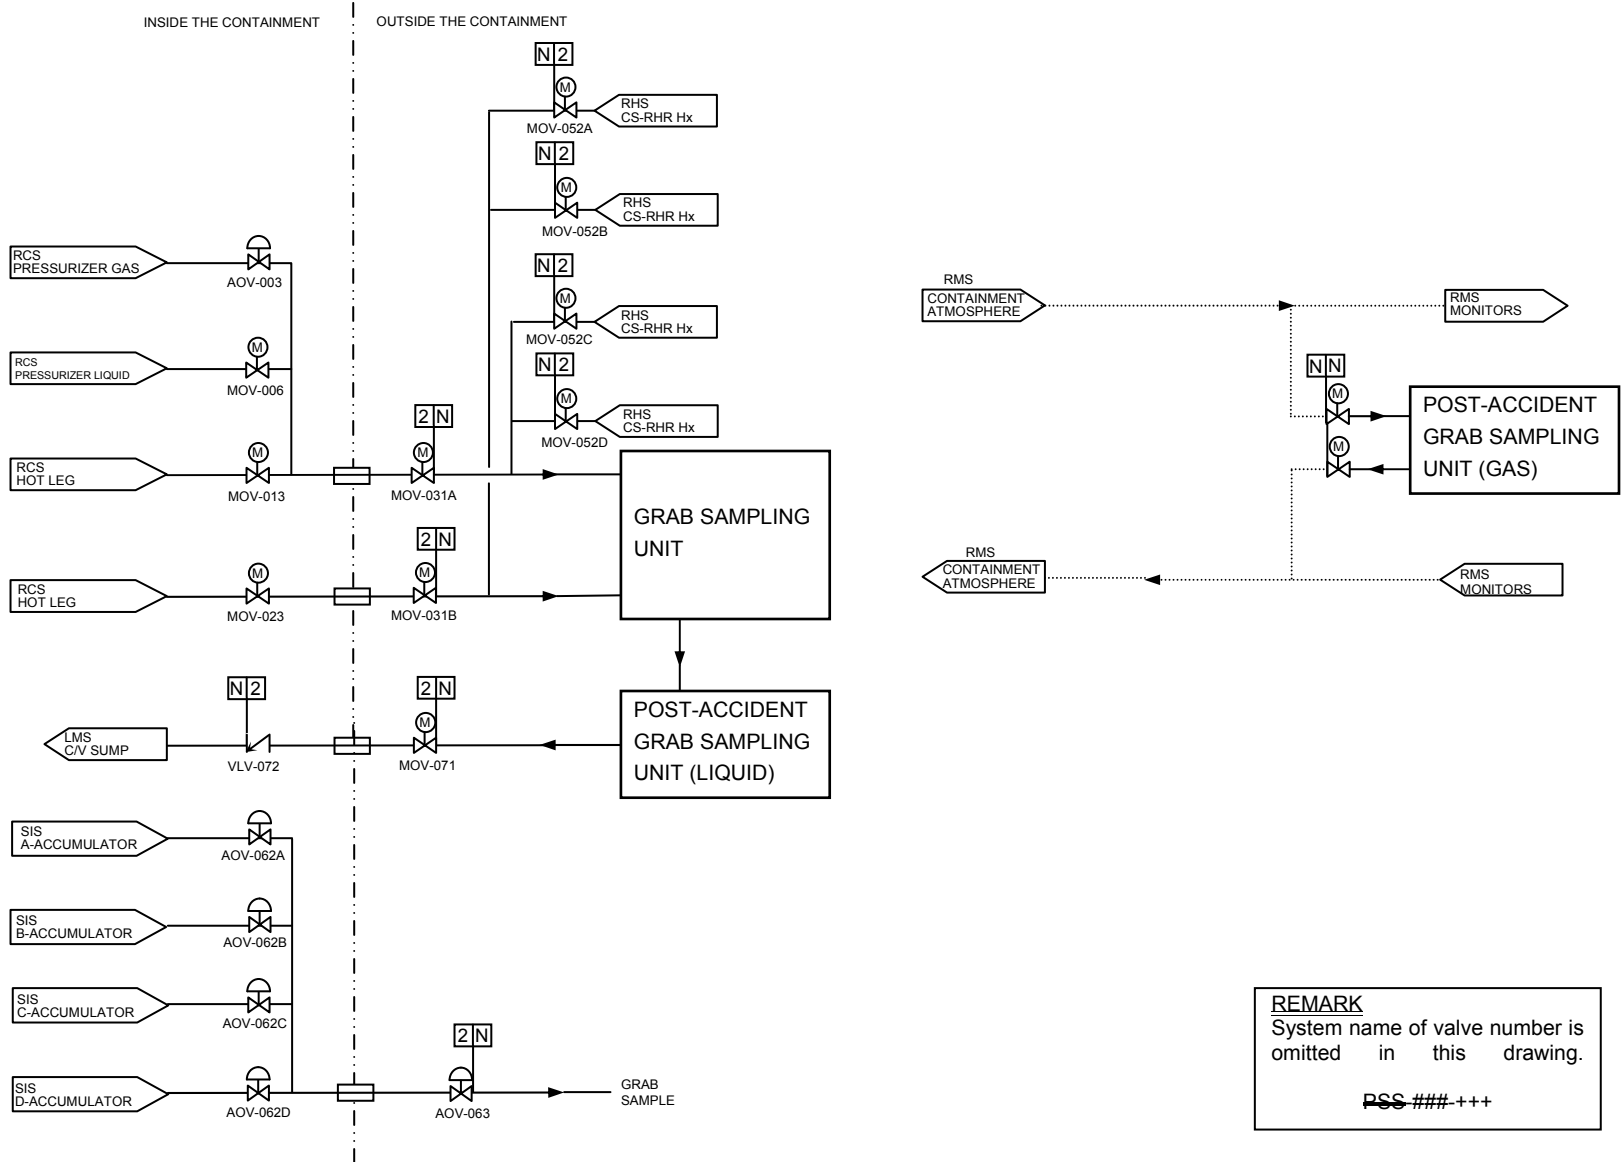 INSIDE THE CONTAINMENT
OUTSIDE THE CONTAINMENT
N 2
M
RHS
CS-RHR Hx
MOV-052A
N 2
M
RHS
CS-RHR Hx
MOV-052B
RCS
PRESSURIZER GAS
AOV-003
N 2
M
RHS
CS-RHR Hx
MOV-052C
RCS
PRESSURIZER LIQUID
M
MOV-006
N 2
M
RHS
CS-RHR Hx
MOV-052D
RCS
HOT LEG
M
MOV-013
2 N
M
MOV-031A
GRAB SAMPLING
UNIT
RCS
HOT LEG
M
MOV-023
2 N
M
MOV-031B
LMS
C/V SUMP
N 2
VLV-072
2 N
M
MOV-071
POST-ACCIDENT
GRAB SAMPLING
UNIT (LIQUID)
SIS
A-ACCUMULATOR
AOV-062A
SIS
B-ACCUMULATOR
AOV-062B
SIS
C-ACCUMULATOR
AOV-062C
SIS
D-ACCUMULATOR
AOV-062D
2 N
AOV-063
GRAB
SAMPLE
RMS
CONTAINMENT
ATMOSPHERE
RMS
MONITORS
N N
M
M
POST-ACCIDENT
GRAB SAMPLING
UNIT (GAS)
RMS
CONTAINMENT
ATMOSPHERE
RMS
MONITORS
REMARK
System name of valve number is
omitted in this drawing.
PSS-###-+++